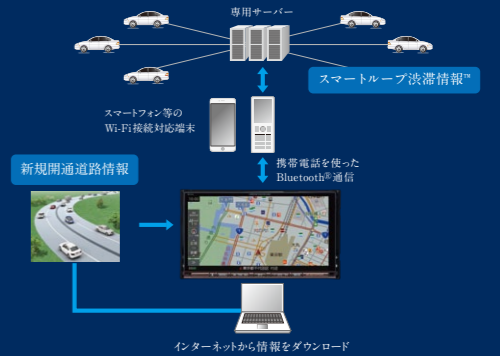 専用サーバー
スマートループ渋滞情報™
スマートフォン等の
Wi-Fi接続対応端末
携帯電話を使った
Bluetooth®通信
新規開通道路情報
インターネットから情報をダウンロード